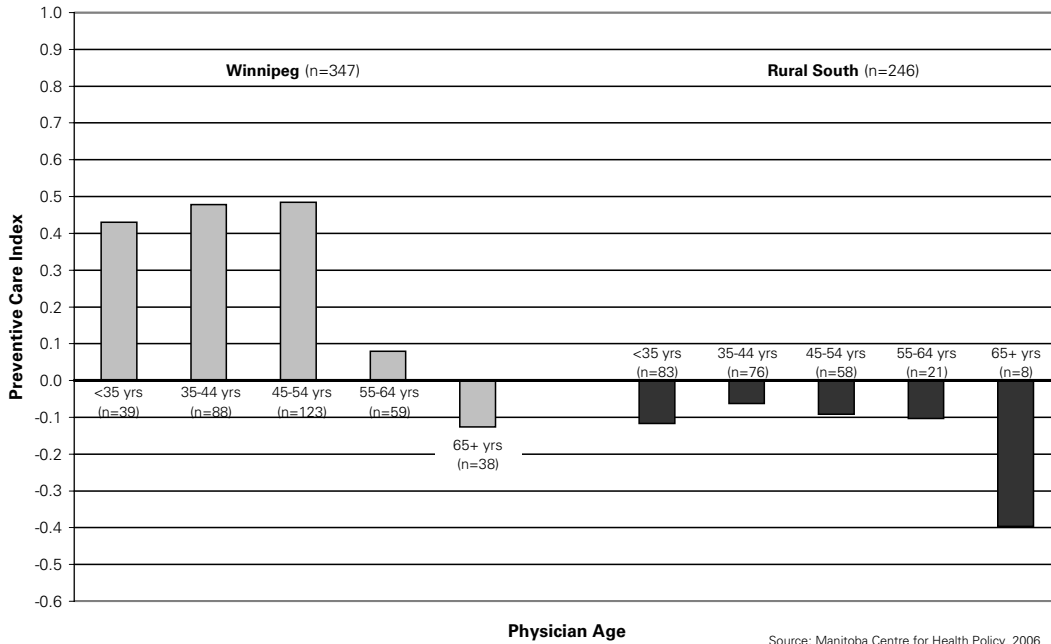 1.0
0.9
0.8
0.7
0.6
0.5
0.4
0.3
0.2
0.1
0.0
-0.1
-0.2
-0.3
-0.4
-0.5
-0.6
Preventive Care Index
Winnipeg (n=347)
<35 yrs
(n=39)
35-44 yrs
(n=88)
45-54 yrs
(n=123)
55-64 yrs
(n=59)
65+ yrs
(n=38)
Rural South (n=246)
<35 yrs
(n=83)
35-44 yrs
(n=76)
45-54 yrs
(n=58)
55-64 yrs
(n=21)
65+ yrs
(n=8)
Physician Age
Source: Manitoba Centre for Health Policy, 2006